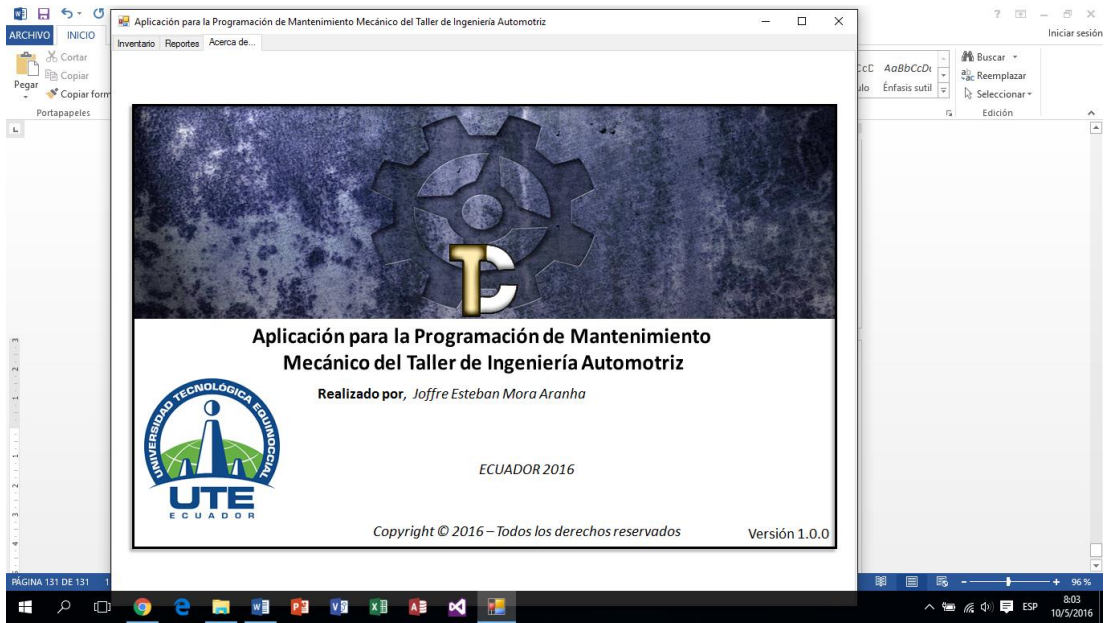 ARCHIVO INICIO
Iniciar sesión
Pegar
Cortar
Copiar
Copiar form
Portapapeles
AaBbCcDı
Énfasis sutil
Buscar
Reemplazar
Seleccionar
Edición
Aplicación para la Programación de Mantenimiento Mecánico del Taller de Ingeniería Automotriz
Inventario Reportes Acerca de...
TC
Aplicación para la Programación de Mantenimiento
Mecánico del Taller de Ingeniería Automotriz
Realizado por, Joffre Esteban Mora Aranha
UNIVERSIDAD TECNOLÓGICA EQUINOCCIAL
UTE
ECUADOR
ECUADOR 2016
Copyright © 2016 – Todos los derechos reservados
Versión 1.0.0
PÁGINA 131 DE 131
96 %
ESP
8:03
10/5/2016